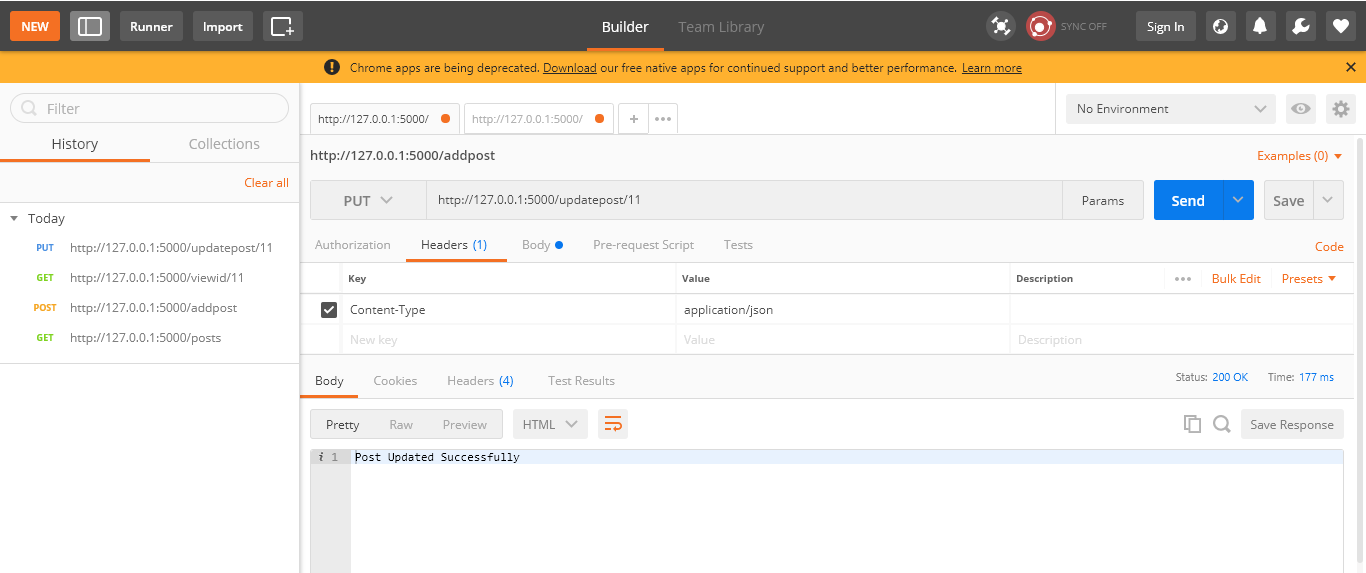 NEW Runner Import Builder Team Library SYNC OFF Sign In
Chrome apps are being deprecated. Download our free native apps for continued support and better performance. Learn more
Filter
History Collections
Clear all
Today
PUT http://127.0.0.1:5000/updatepost/11
GET http://127.0.0.1:5000/viewid/11
POST http://127.0.0.1:5000/addpost
GET http://127.0.0.1:5000/posts
http://127.0.0.1:5000/ http://127.0.0.1:5000/ No Environment
http://127.0.0.1:5000/addpost Examples (0)
PUT http://127.0.0.1:5000/updatepost/11 Params Send Save
Authorization Headers (1) Body Pre-request Script Tests Code
Key Value Description Bulk Edit Presets
Content-Type application/json
New key Value Description
Body Cookies Headers (4) Test Results Status: 200 OK Time: 177 ms
Pretty Raw Preview HTML Save Response
i 1 Post Updated Successfully